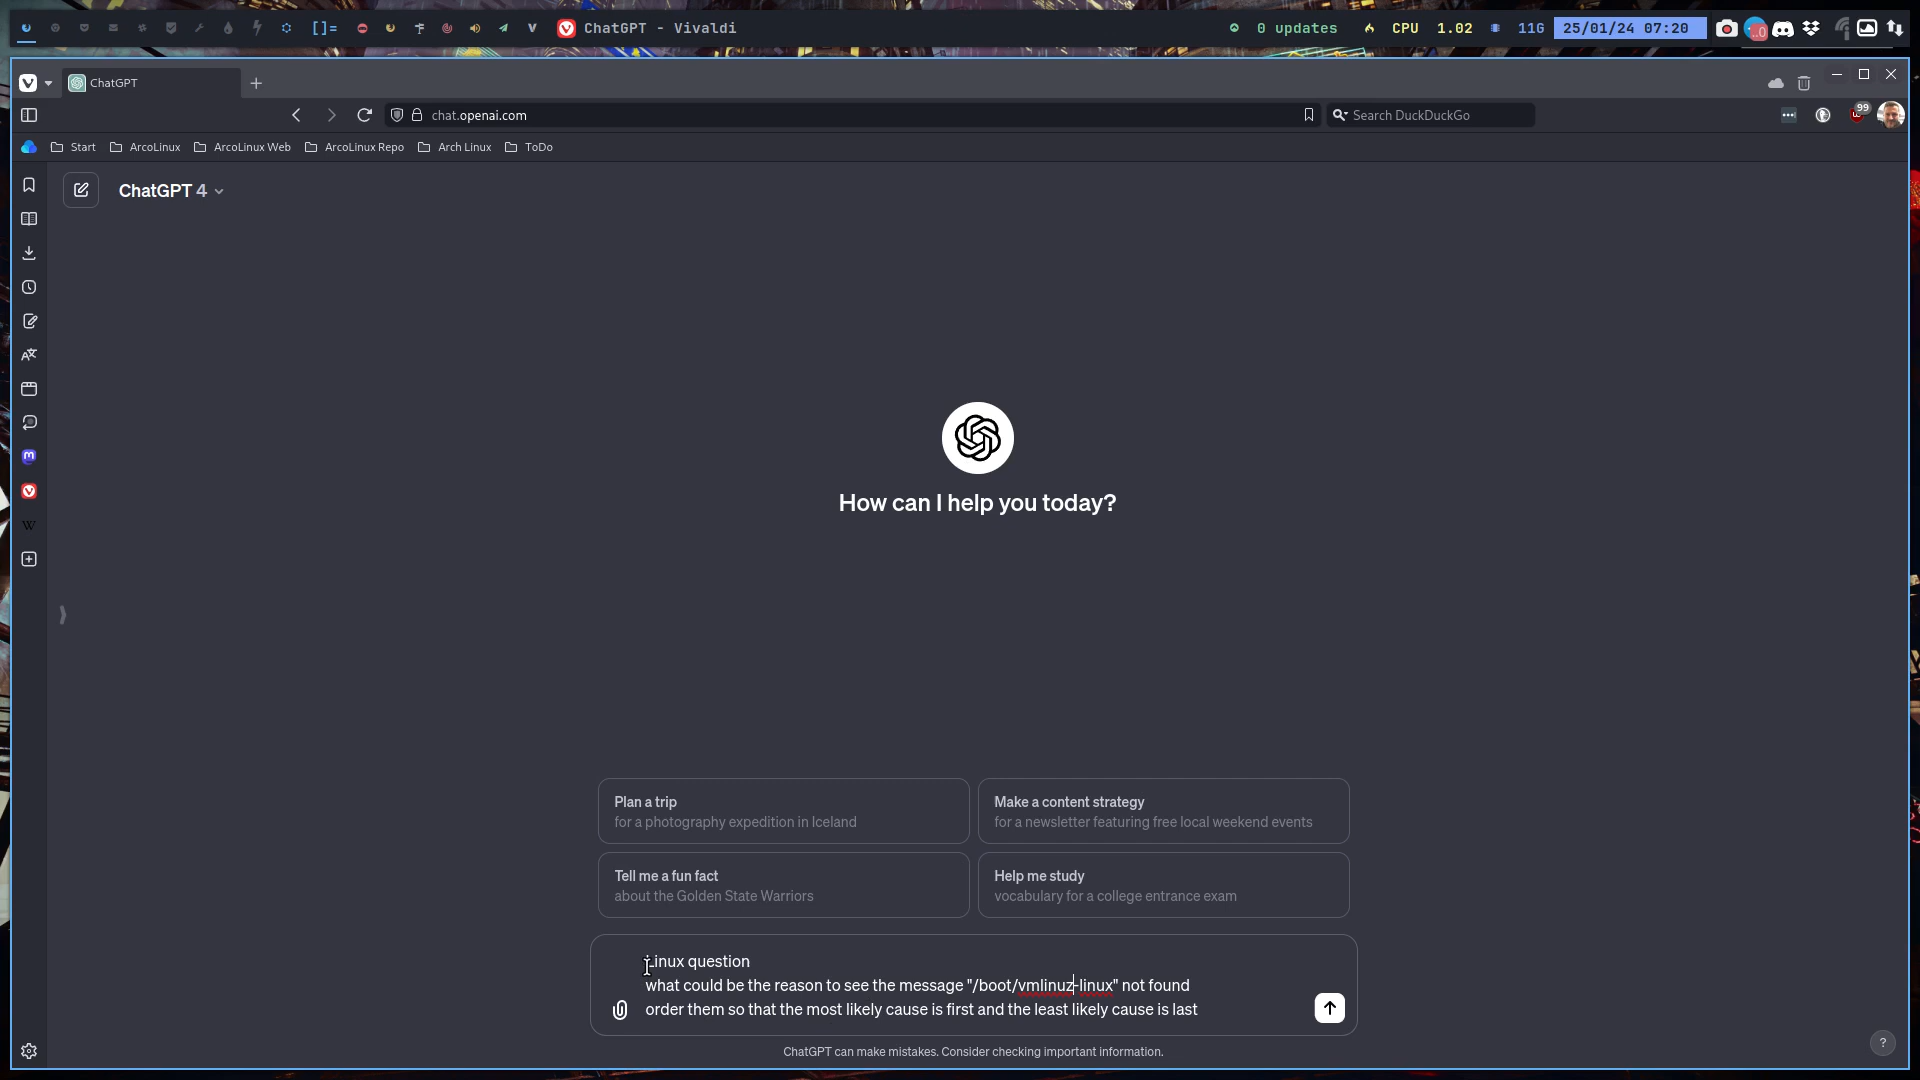 []= ChatGPT - Vivaldi 0 updates CPU 1.02 11G 25/01/24 07:20
ChatGPT
chat.openai.com Search DuckDuckGo 99
Start ArcoLinux ArcoLinux Web ArcoLinux Repo Arch Linux ToDo
ChatGPT 4
How can I help you today?
Plan a trip
for a photography expedition in Iceland
Make a content strategy
for a newsletter featuring free local weekend events
Tell me a fun fact
about the Golden State Warriors
Help me study
vocabulary for a college entrance exam
Linux question
what could be the reason to see the message "/boot/vmlinuz-linux" not found
order them so that the most likely cause is first and the least likely cause is last
ChatGPT can make mistakes. Consider checking important information.
?